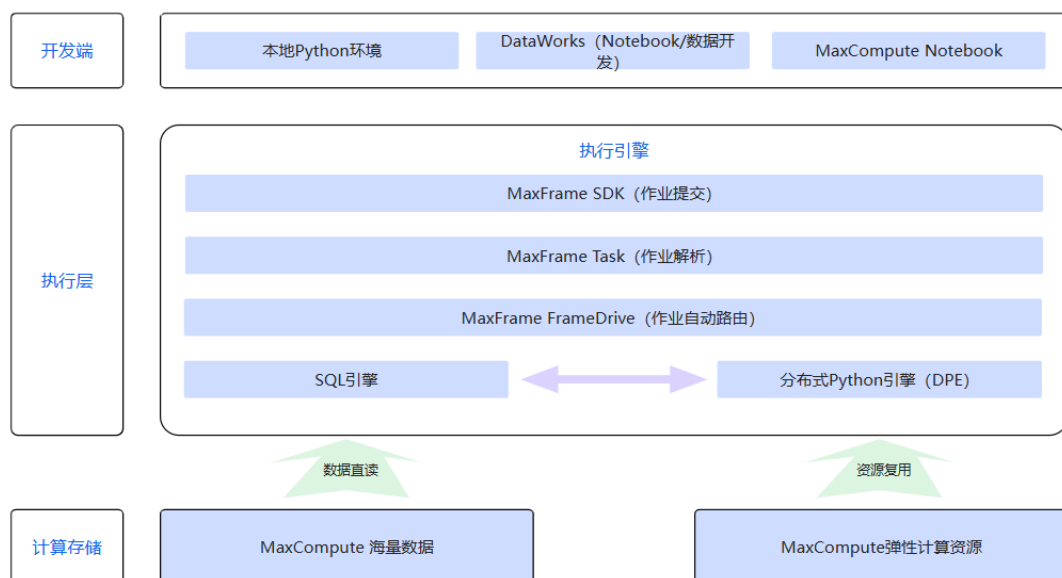 开发端
本地Python环境
DataWorks（Notebook/数据开
发）
MaxCompute Notebook
执行层
执行引擎
MaxFrame SDK（作业提交）
MaxFrame Task（作业解析）
MaxFrame FrameDrive（作业自动路由）
SQL引擎
分布式Python引擎（DPE）
数据直读
资源复用
计算存储
MaxCompute 海量数据
MaxCompute弹性计算资源